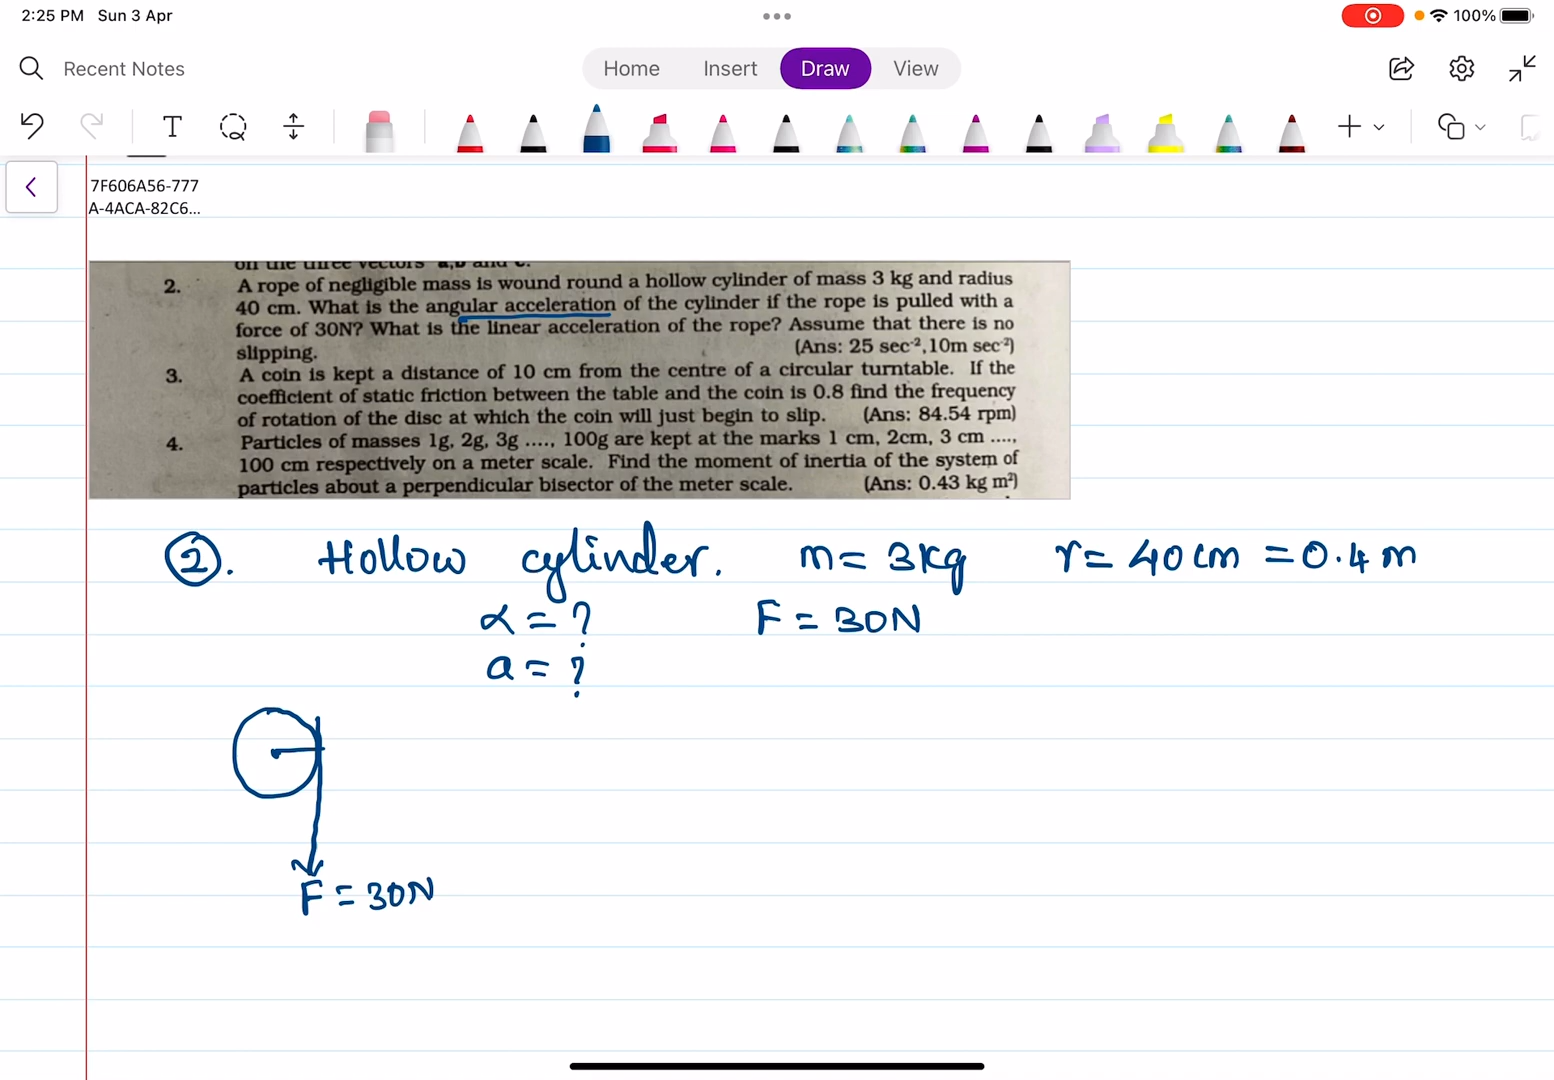 2:25 PM Sun 3 Apr
100%
Recent Notes
Home Insert Draw View
T
7F606A56-777
A-4ACA-82C6...
on the three vectors a,b and c.
2. A rope of negligible mass is wound round a hollow cylinder of mass 3 kg and radius
40 cm. What is the angular acceleration of the cylinder if the rope is pulled with a
force of 30N? What is the linear acceleration of the rope? Assume that there is no
slipping. (Ans: 25 sec⁻²,10m sec⁻²)
3. A coin is kept a distance of 10 cm from the centre of a circular turntable. If the
coefficient of static friction between the table and the coin is 0.8 find the frequency
of rotation of the disc at which the coin will just begin to slip. (Ans: 84.54 rpm)
4. Particles of masses 1g, 2g, 3g ...., 100g are kept at the marks 1 cm, 2cm, 3 cm ....,
100 cm respectively on a meter scale. Find the moment of inertia of the system of
particles about a perpendicular bisector of the meter scale. (Ans: 0.43 kg m²)
②. Hollow cylinder. m = 3kg r = 40 cm = 0.4 m
α = ? F = 30N
a = ?
F = 30N